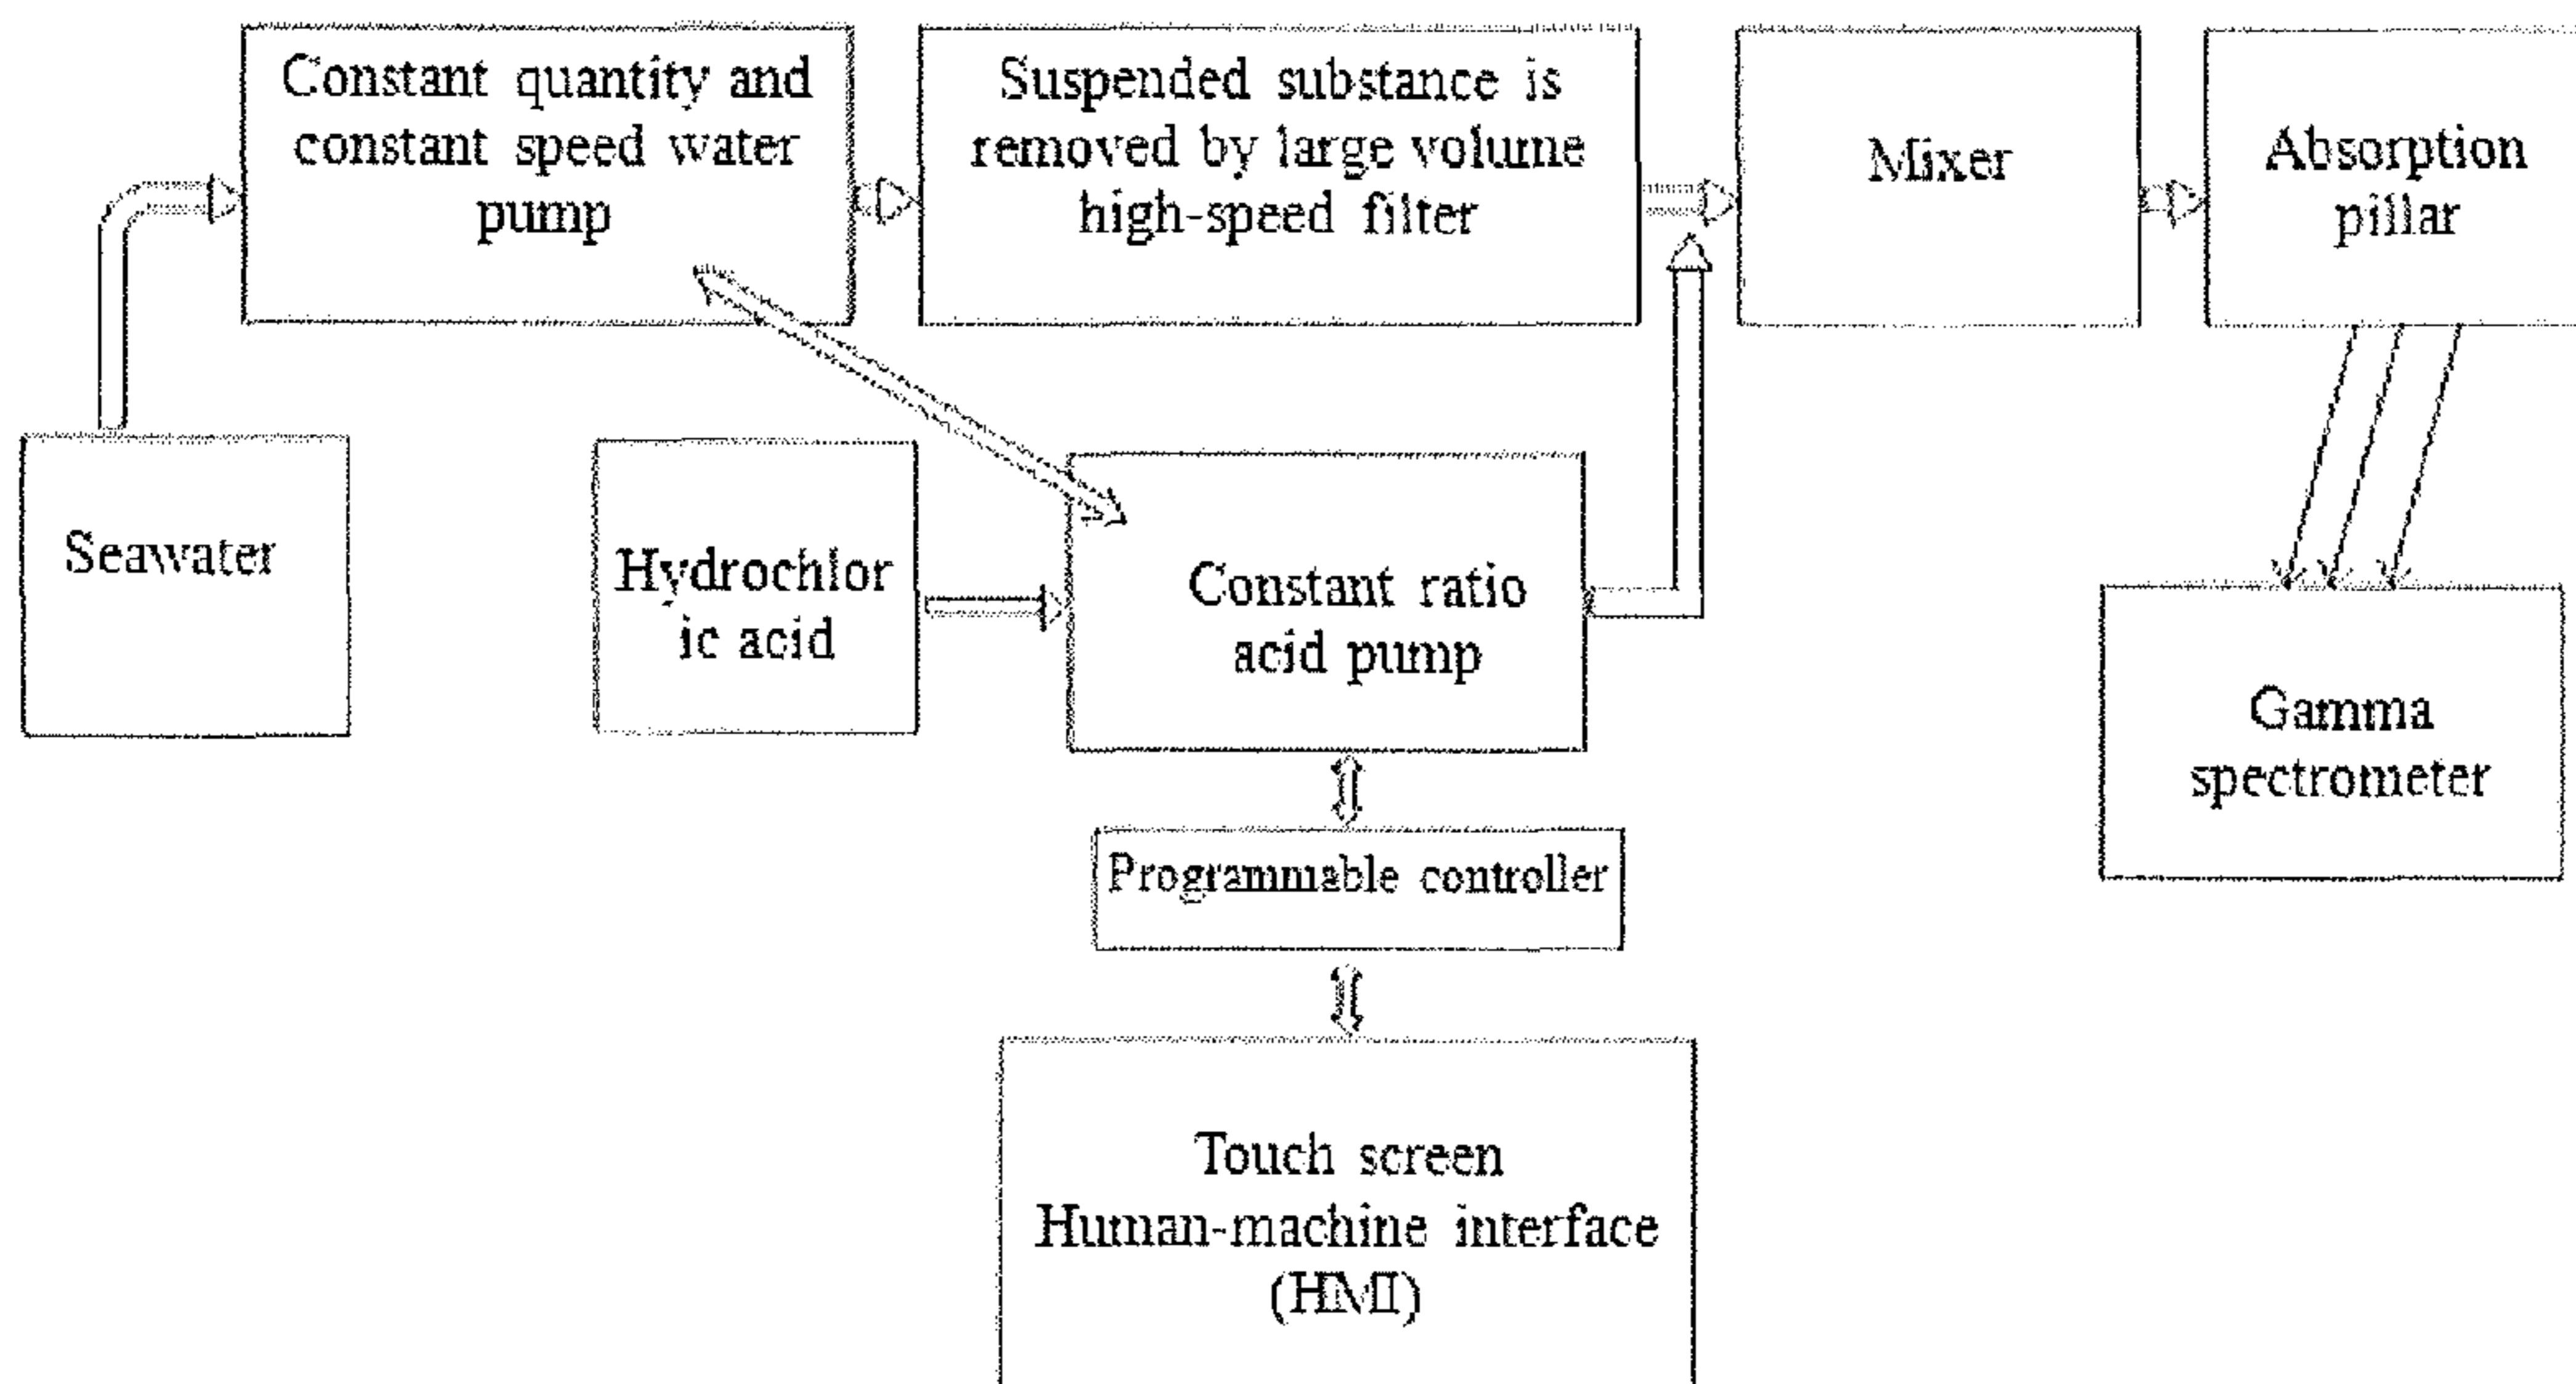 Constant quantity and
constant speed water
pump
Suspended substance is
removed by large volume
high-speed filter
Mixer
Absorption
pillar
Seawater
Hydrochlor
ic acid
Constant ratio
acid pump
Gamma
spectrometer
Programmable controller
Touch screen
Human-machine interface
(HMI)